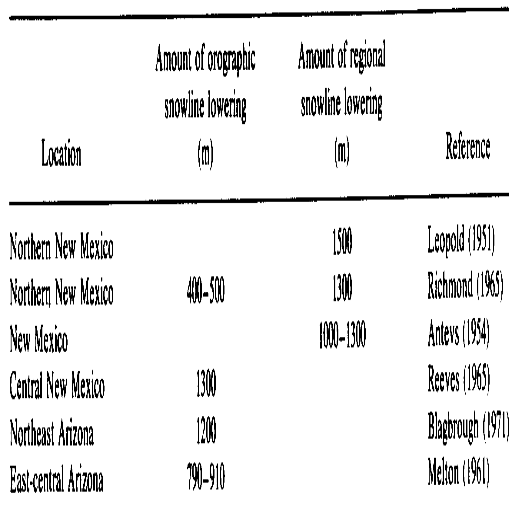 Amount of orographic Amount of regional
snowline lowering snowline lowering
Location (m) (m) Reference
Northern New Mexico 1500 Leopold (1951)
Northern New Mexico 400–500 1300 Richmond (1965)
New Mexico 1000–1300 Antevs (1954)
Central New Mexico 1300 Reeves (1965)
Northeast Arizona 1200 Blagbrough (1971)
East-central Arizona 790–910 Melton (1961)